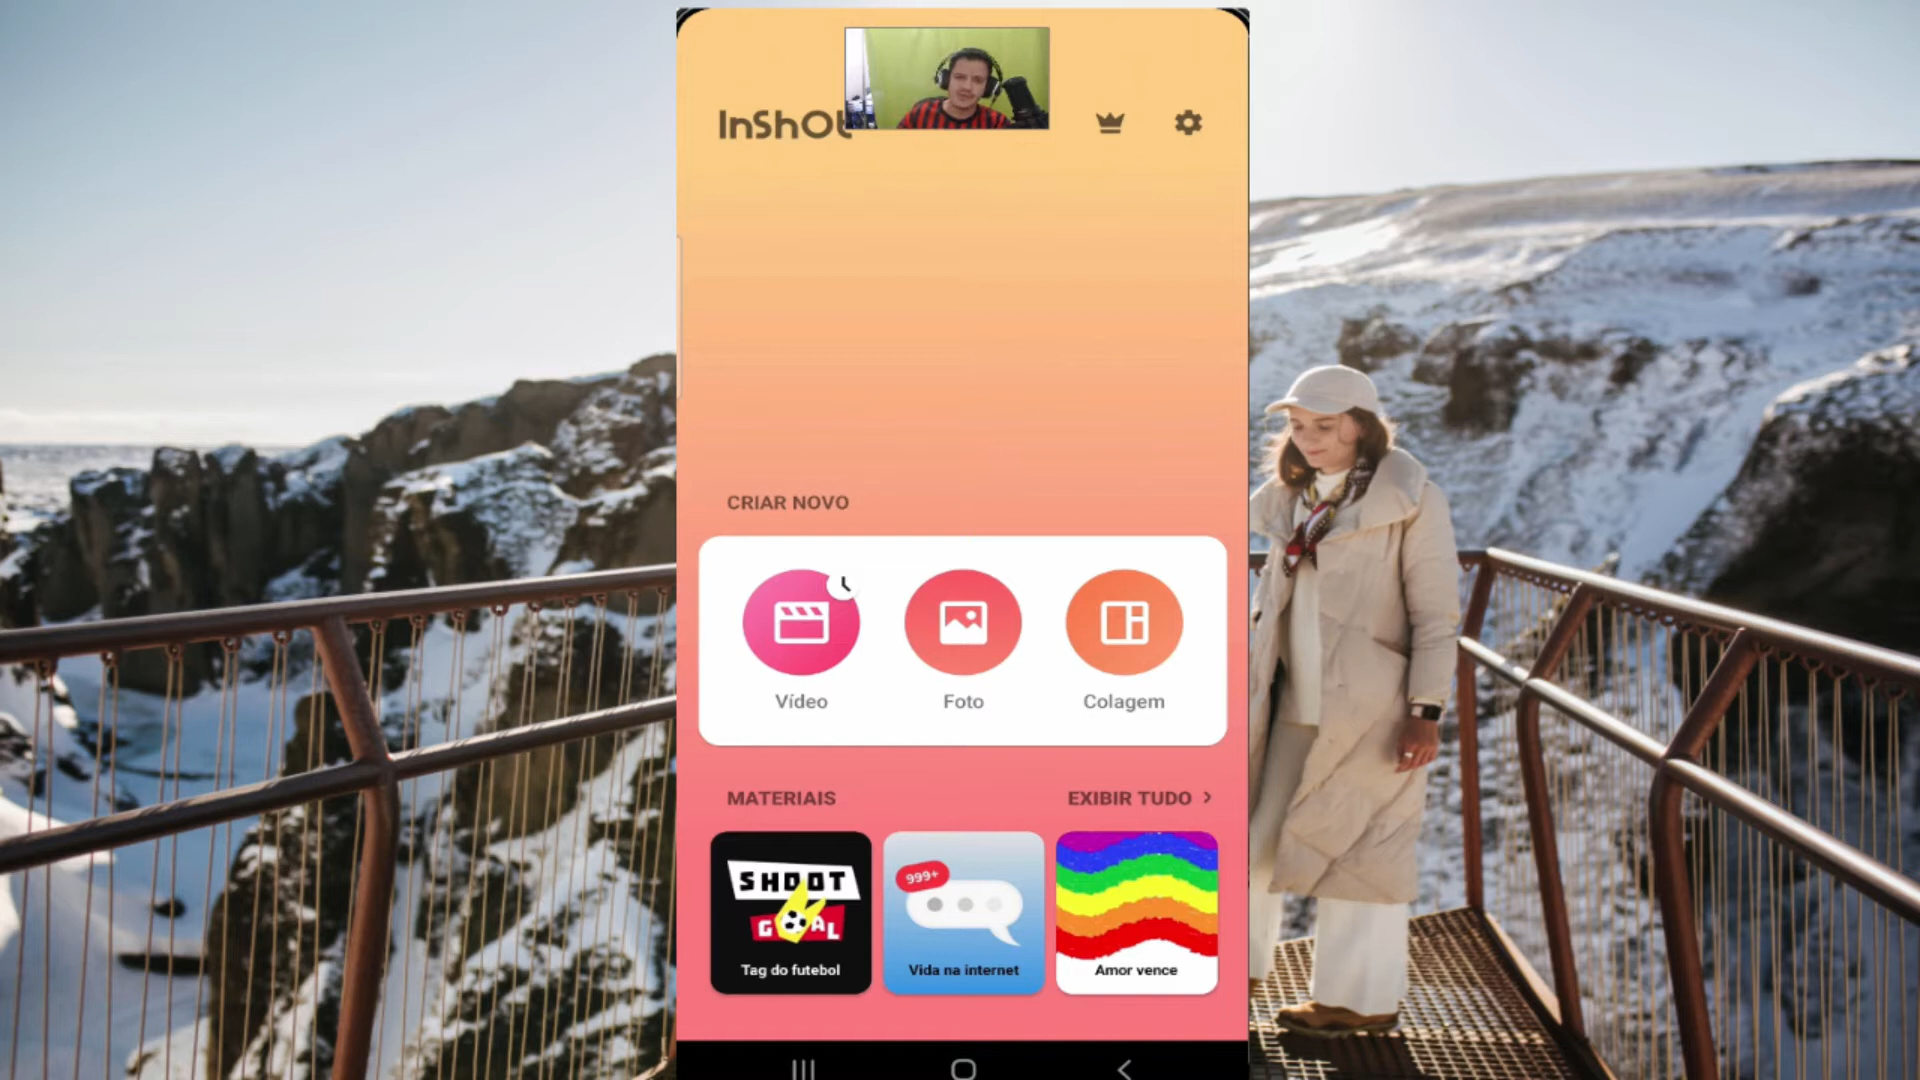 InShOt
CRIAR NOVO
Vídeo
Foto
Colagem
MATERIAIS
EXIBIR TUDO
SHOOT
GOAL
Tag do futebol
999+
Vida na internet
Amor vence